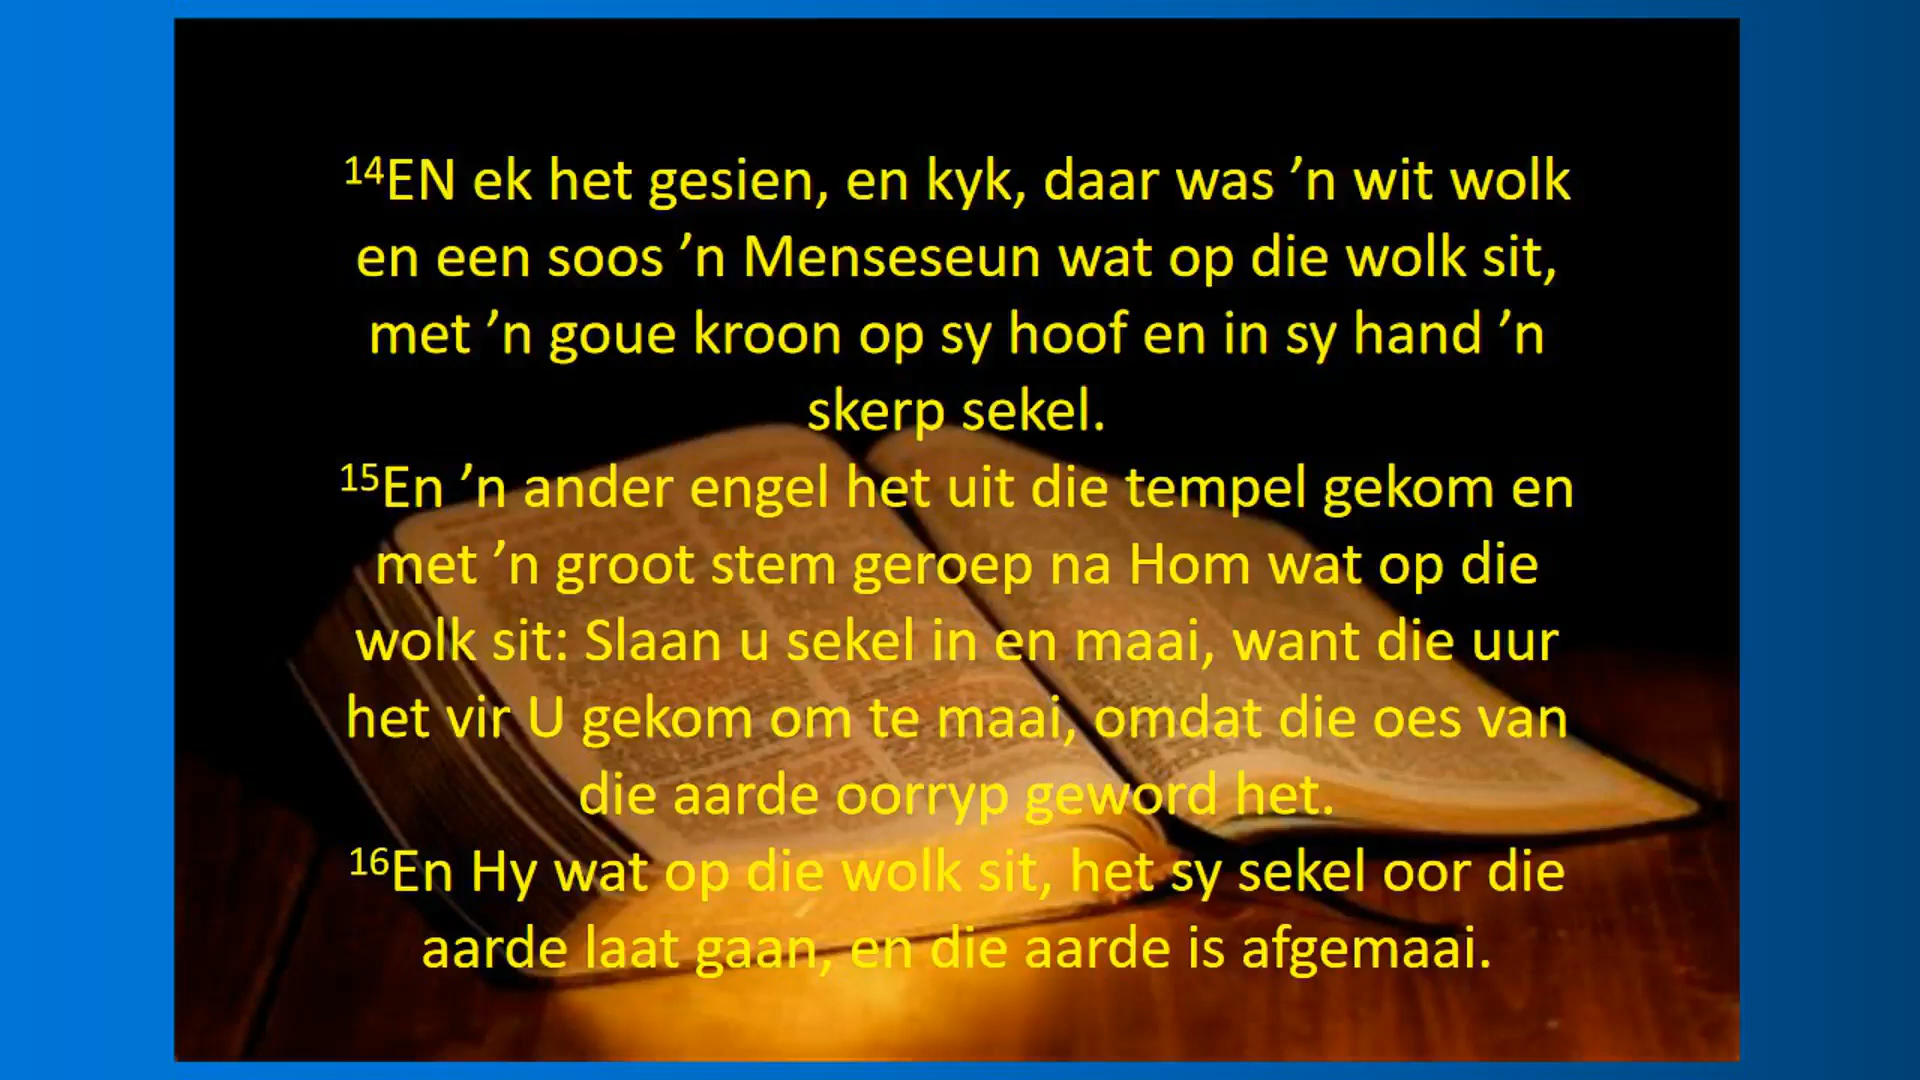 14EN ek het gesien, en kyk, daar was ’n wit wolk
en een soos ’n Menseseun wat op die wolk sit,
met ’n goue kroon op sy hoof en in sy hand ’n
skerp sekel.
15En ’n ander engel het uit die tempel gekom en
met ’n groot stem geroep na Hom wat op die
wolk sit: Slaan u sekel in en maai, want die uur
het vir U gekom om te maai, omdat die oes van
die aarde oorryp geword het.
16En Hy wat op die wolk sit, het sy sekel oor die
aarde laat gaan, en die aarde is afgemaai.